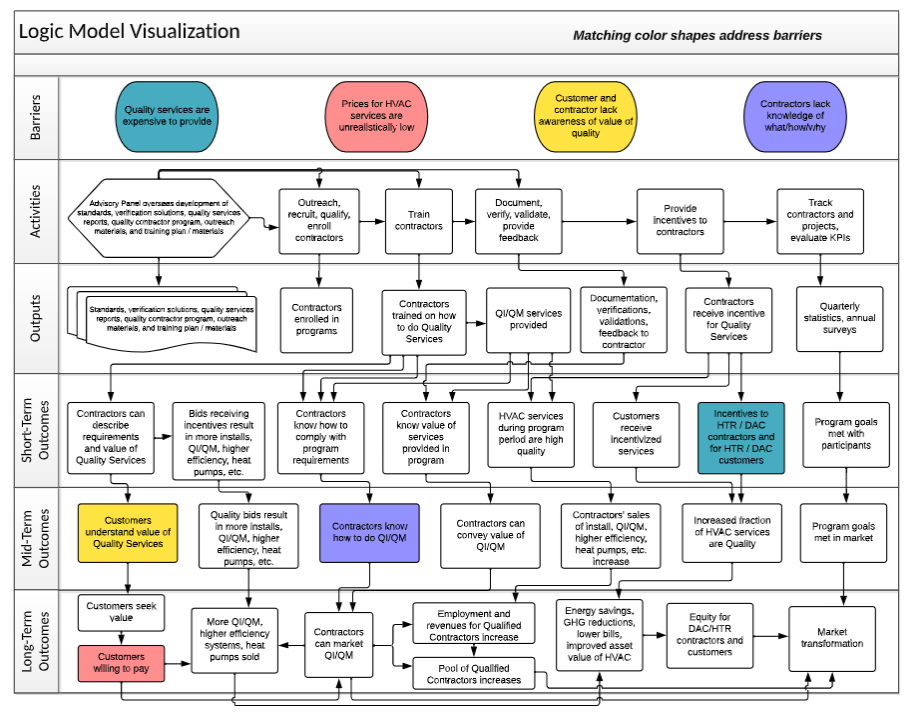 Logic Model Visualization
Matching color shapes address barriers
Barriers
Quality services are
expensive to provide
Prices for HVAC
services are
unrealistically low
Customer and
contractor lack
awareness of value of
quality
Contractors lack
knowledge of
what/how/why
Activities
Advisory Panel oversees development of
standards, verification solutions, quality services
reports, quality contractor program, outreach
materials, and training plan / materials
Outreach,
recruit, qualify,
enroll
contractors
Train
contractors
Document,
verify, validate,
provide
feedback
Provide
incentives to
contractors
Track
contractors and
projects,
evaluate KPIs
Outputs
Standards, verification solutions, quality services
reports, quality contractor program, outreach
materials, and training plan / materials
Contractors
enrolled in
programs
Contractors
trained on how
to do Quality
Services
QI/QM services
provided
Documentation,
verifications,
validations,
feedback to
contractor
Contractors
receive incentive
for Quality
Services
Quarterly
statistics, annual
surveys
Short-Term
Outcomes
Contractors can
describe
requirements
and value of
Quality Services
Bids receiving
incentives result
in more installs,
QI/QM, higher
efficiency, heat
pumps, etc.
Contractors
know how to
comply with
program
requirements
Contractors
know value of
services
provided in
program
HVAC services
during program
period are high
quality
Customers
receive
incentivized
services
Incentives to
HTR / DAC
contractors and
for HTR / DAC
customers
Program goals
met with
participants
Mid-Term
Outcomes
Customers
understand value of
Quality Services
Quality bids result
in more installs,
QI/QM, higher
efficiency, heat
pumps, etc.
Contractors know
how to do QI/QM
Contractors can
convey value of
QI/QM
Contractors' sales
of install, QI/QM,
higher efficiency,
heat pumps, etc.
increase
Increased fraction
of HVAC services
are Quality
Program goals
met in market
Long-Term
Outcomes
Customers seek
value
Customers
willing to pay
More QI/QM,
higher efficiency
systems, heat
pumps sold
Contractors
can market
QI/QM
Employment and
revenues for Qualified
Contractors increase
Pool of Qualified
Contractors increases
Energy savings,
GHG reductions,
lower bills,
improved asset
value of HVAC
Equity for
DAC/HTR
contractors and
customers
Market
transformation